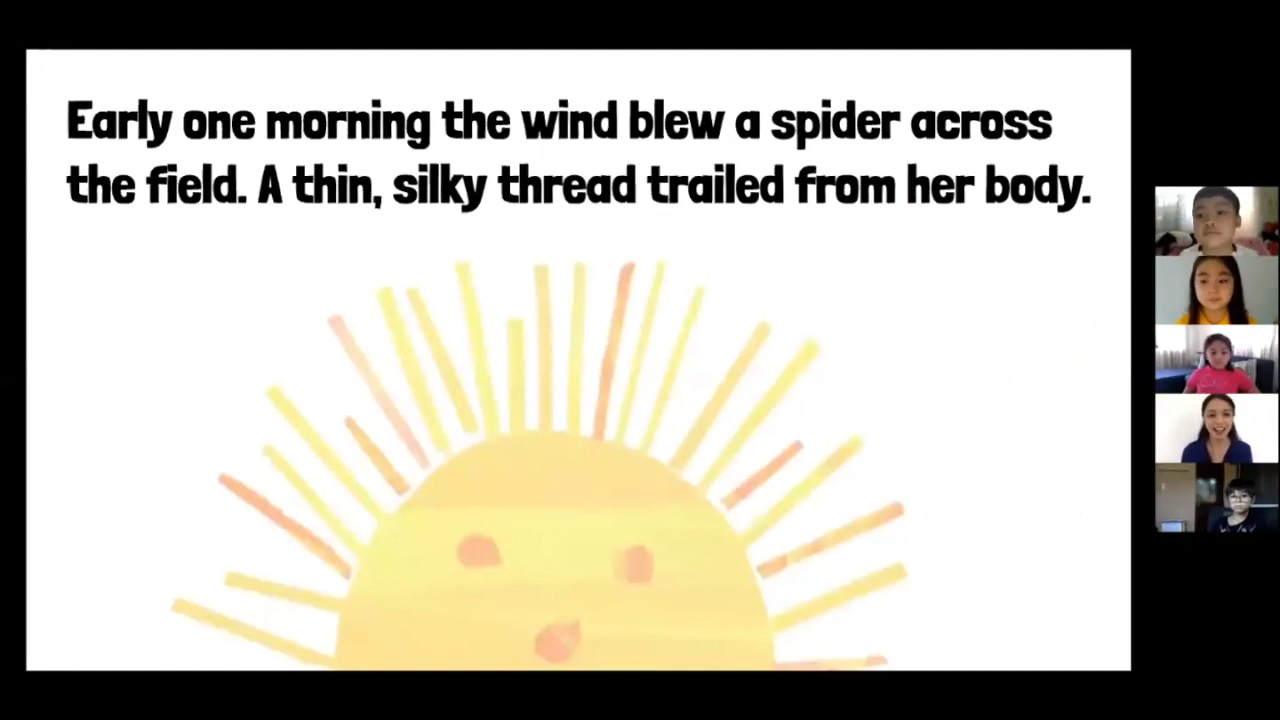 Early one morning the wind blew a spider across
the field. A thin, silky thread trailed from her body.